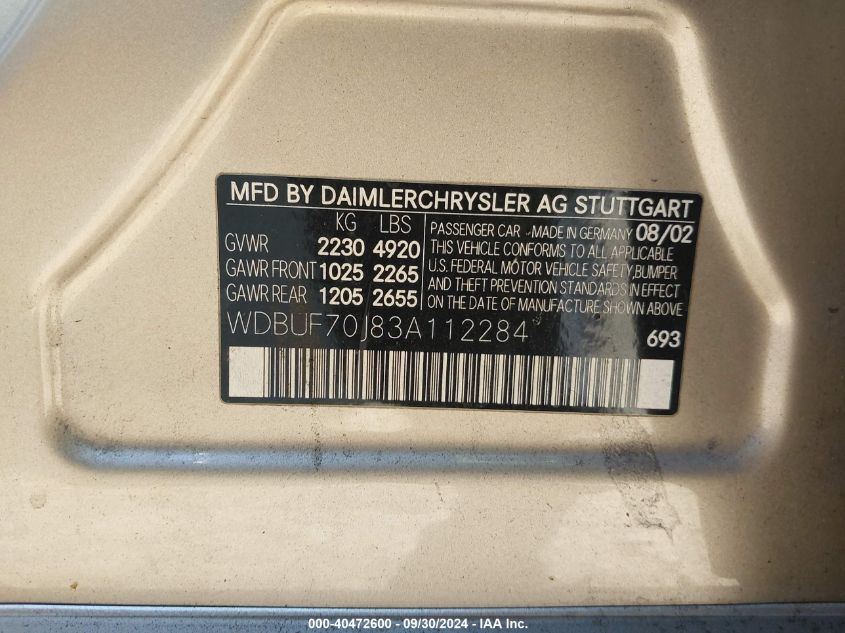 MFD BY DAIMLERCHRYSLER AG STUTTGART
KG LBS
GVWR 2230 4920
GAWR FRONT 1025 2265
GAWR REAR 1205 2655
PASSENGER CAR - MADE IN GERMANY 08/02
THIS VEHICLE CONFORMS TO ALL APPLICABLE
U.S. FEDERAL MOTOR VEHICLE SAFETY,BUMPER
AND THEFT PREVENTION STANDARDS IN EFFECT
ON THE DATE OF MANUFACTURE SHOWN ABOVE
WDBUF70J83A112284
693
000-40472600 - 09/30/2024 - IAA Inc.